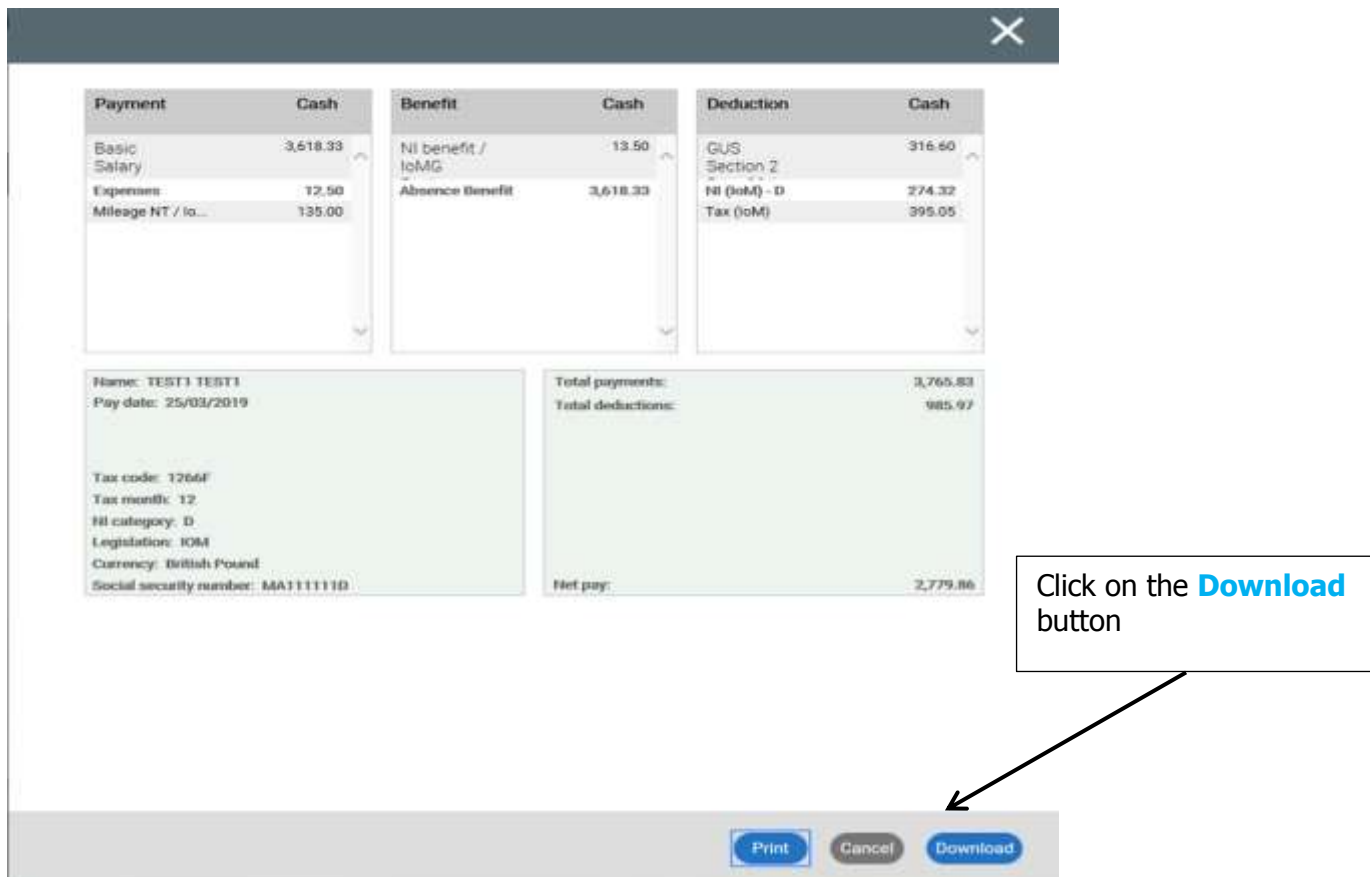 Payment Cash
Basic 3,618.33
Salary
Expenses 12.50
Mileage NT / Io... 135.00
Benefit Cash
NI benefit / 13.50
IoMG
Absence Benefit 3,618.33
Deduction Cash
GUS 316.60
Section 2
NI (IoM) - D 274.32
Tax (IoM) 395.05
Name: TEST1 TEST1
Pay date: 25/03/2019
Tax code: 1266F
Tax month: 12
NI category: D
Legislation: IOM
Currency: British Pound
Social security number: MA111111D
Total payments: 3,765.83
Total deductions: 985.97
Net pay: 2,779.86
Click on the Download
button
Print Cancel Download